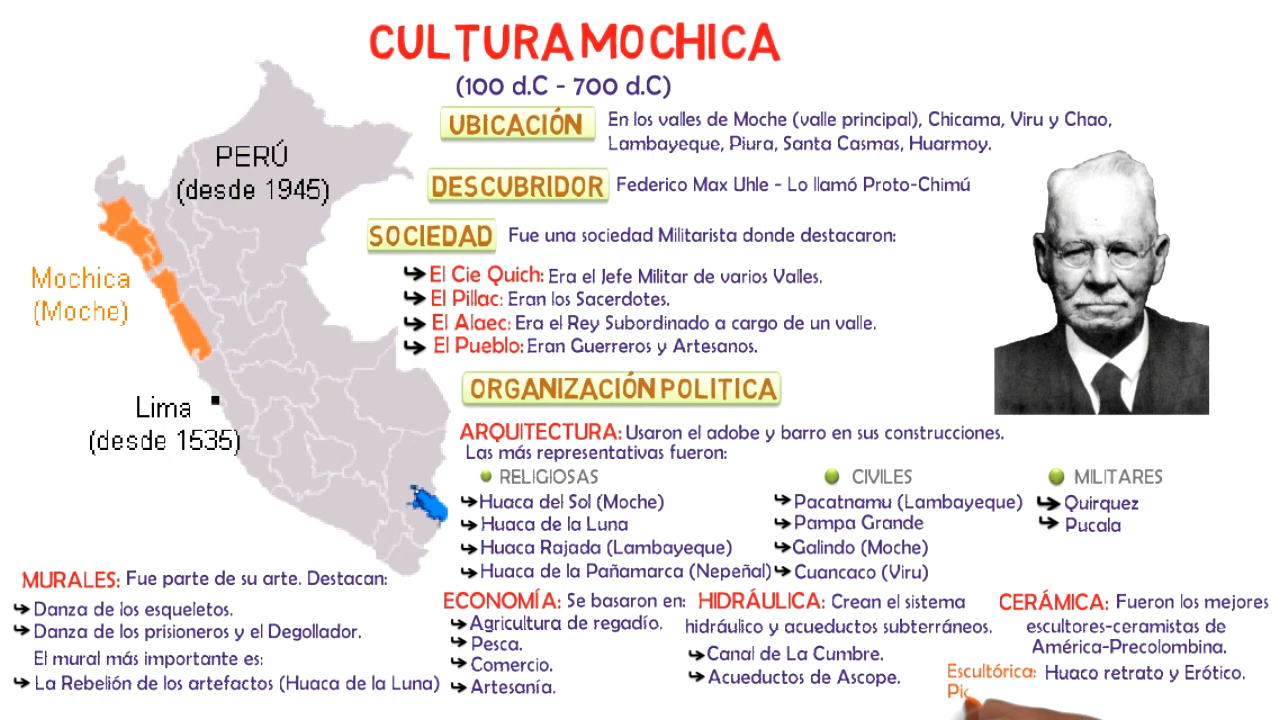 CULTURA MOCHICA
(100 d.C - 700 d.C)
UBICACIÓN
En los valles de Moche (valle principal), Chicama, Viru y Chao,
Lambayeque, Piura, Santa Casmas, Huarmoy.
DESCUBRIDOR
Federico Max Uhle - Lo llamó Proto-Chimú
SOCIEDAD
Fue una sociedad Militarista donde destacaron:
El Cie Quich: Era el Jefe Militar de varios Valles.
El Pillac: Eran los Sacerdotes.
El Alaec: Era el Rey Subordinado a cargo de un valle.
El Pueblo: Eran Guerreros y Artesanos.
PERÚ
(desde 1945)
Mochica
(Moche)
Lima
(desde 1535)
ORGANIZACIÓN POLITICA
ARQUITECTURA: Usaron el adobe y barro en sus construcciones.
Las más representativas fueron:
RELIGIOSAS
Huaca del Sol (Moche)
Huaca de la Luna
Huaca Rajada (Lambayeque)
Huaca de la Pañamarca (Nepeñal)
CIVILES
Pacatnamu (Lambayeque)
Pampa Grande
Galindo (Moche)
Cuancaco (Viru)
MILITARES
Quirquez
Pucala
MURALES: Fue parte de su arte. Destacan:
Danza de los esqueletos.
Danza de los prisioneros y el Degollador.
El mural más importante es:
La Rebelión de los artefactos (Huaca de la Luna)
ECONOMÍA: Se basaron en:
Agricultura de regadío.
Pesca.
Comercio.
Artesanía.
HIDRÁULICA: Crean el sistema
hidráulico y acueductos subterráneos.
Canal de La Cumbre.
Acueductos de Ascope.
CERÁMICA: Fueron los mejores
escultores-ceramistas de
América-Precolombina.
Escultórica: Huaco retrato y Erótico.